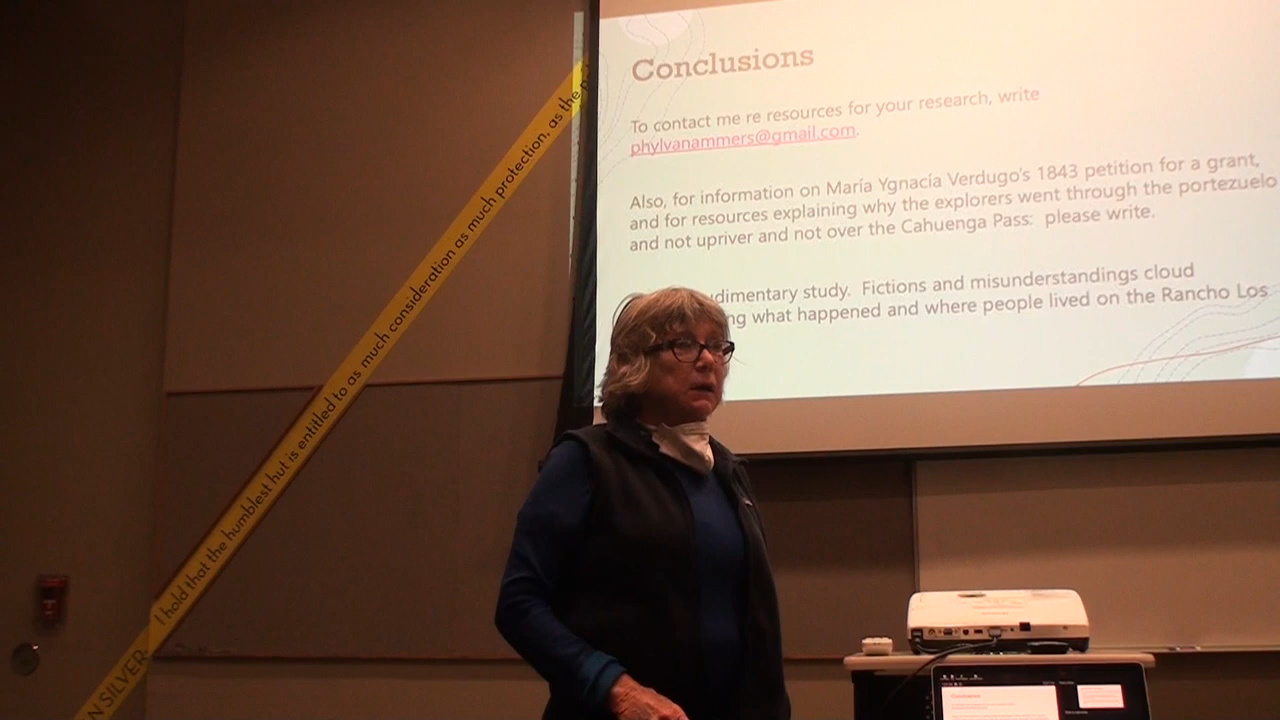 Conclusions
To contact me re resources for your research, write
phylvanammers@gmail.com.
Also, for information on María Ygnacía Verdugo's 1843 petition for a grant,
and for resources explaining why the explorers went through the portezuelo
and not upriver and not over the Cahuenga Pass: please write.
study. Fictions and misunderstandings cloud
what happened and where people lived on the Rancho Los
I hold that the humblest hut is entitled to as much consideration as much protection, as the
SILVER
Conclusions